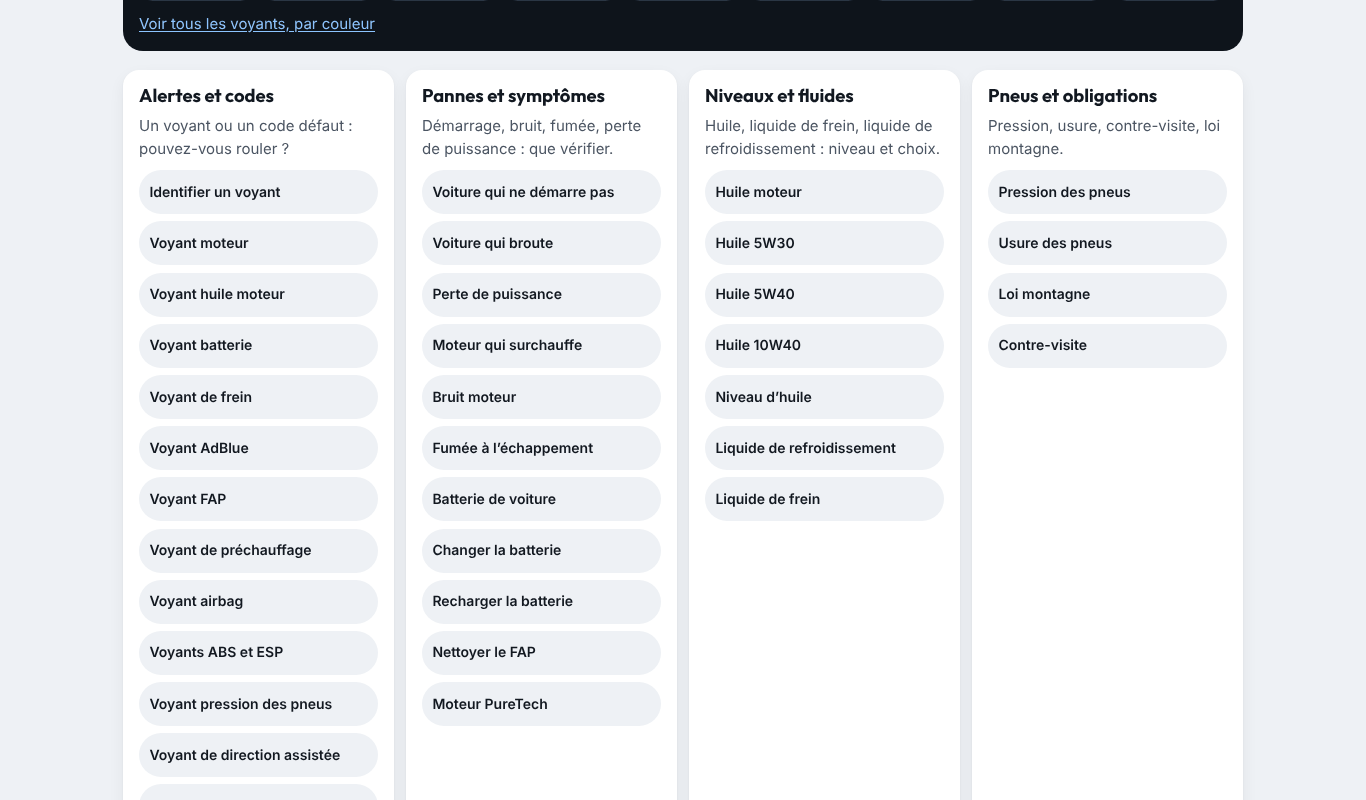 Voir tous les voyants, par couleur
Alertes et codes
Un voyant ou un code défaut :
pouvez-vous rouler ?
Identifier un voyant
Voyant moteur
Voyant huile moteur
Voyant batterie
Voyant de frein
Voyant AdBlue
Voyant FAP
Voyant de préchauffage
Voyant airbag
Voyants ABS et ESP
Voyant pression des pneus
Voyant de direction assistée
Pannes et symptômes
Démarrage, bruit, fumée, perte
de puissance : que vérifier.
Voiture qui ne démarre pas
Voiture qui broute
Perte de puissance
Moteur qui surchauffe
Bruit moteur
Fumée à l’échappement
Batterie de voiture
Changer la batterie
Recharger la batterie
Nettoyer le FAP
Moteur PureTech
Niveaux et fluides
Huile, liquide de frein, liquide de
refroidissement : niveau et choix.
Huile moteur
Huile 5W30
Huile 5W40
Huile 10W40
Niveau d’huile
Liquide de refroidissement
Liquide de frein
Pneus et obligations
Pression, usure, contre-visite, loi
montagne.
Pression des pneus
Usure des pneus
Loi montagne
Contre-visite